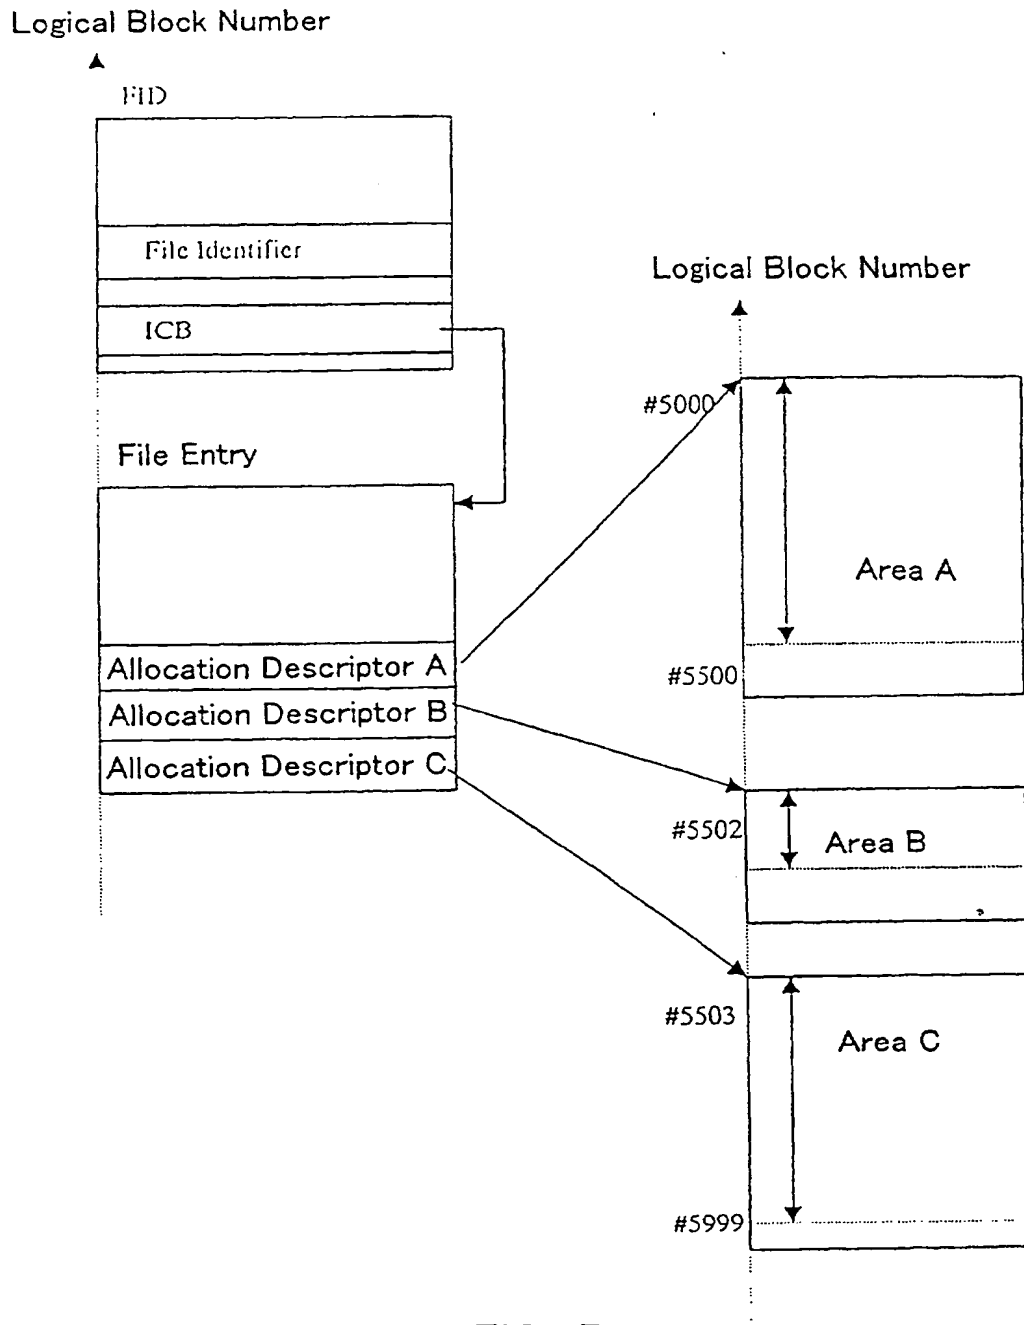 Logical Block Number
FID
File Identifier
ICB
File Entry
Allocation Descriptor A
Allocation Descriptor B
Allocation Descriptor C
Logical Block Number
#5000
Area A
#5500
#5502
Area B
#5503
Area C
#5999